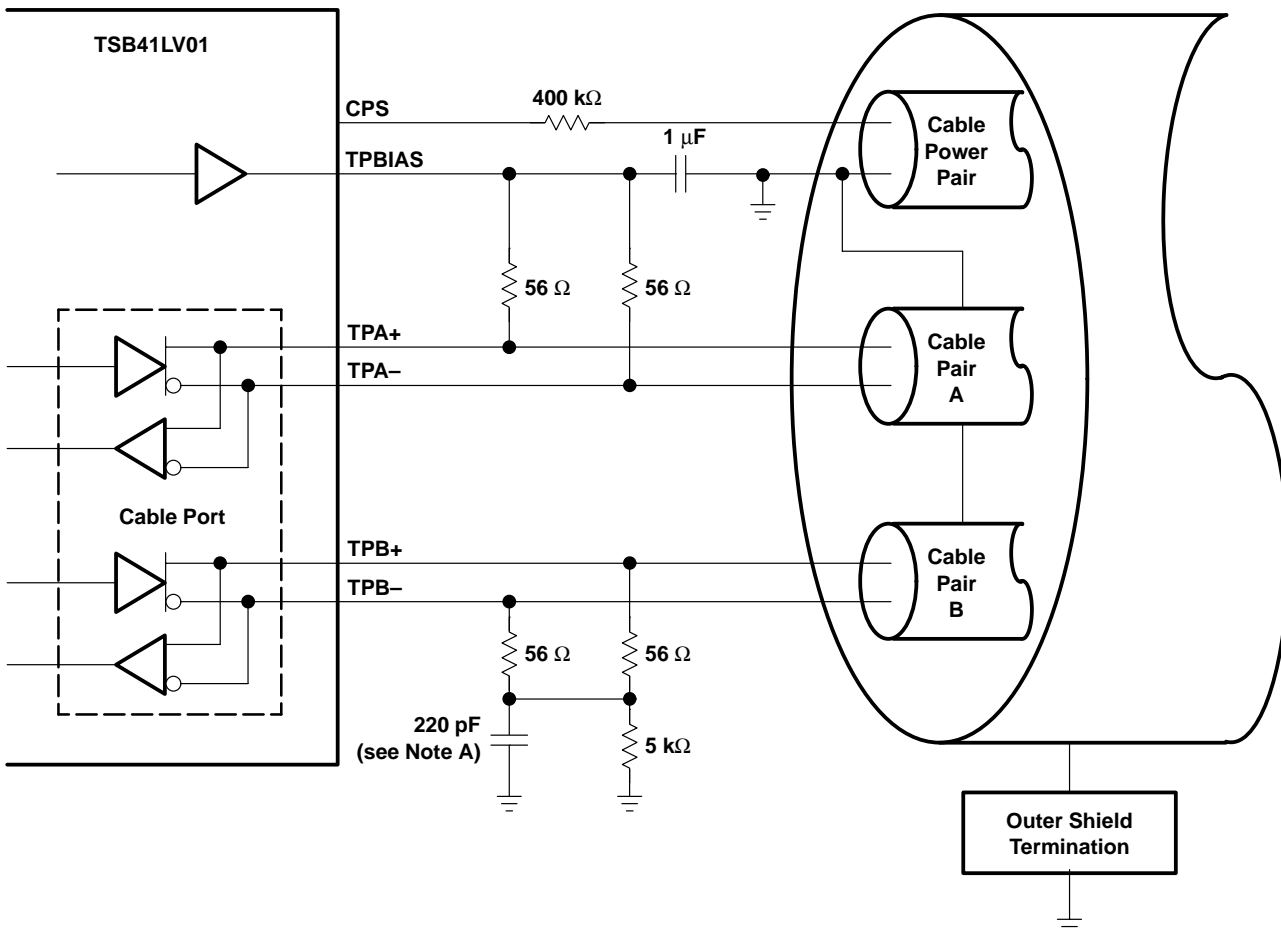 TSB41LV01
CPS
400 kΩ
1 μF
TPBIAS
Cable
Power
Pair
56 Ω
56 Ω
TPA+
TPA–
Cable
Pair
A
Cable Port
TPB+
TPB–
Cable
Pair
B
56 Ω
56 Ω
220 pF
(see Note A)
5 kΩ
Outer Shield
Termination